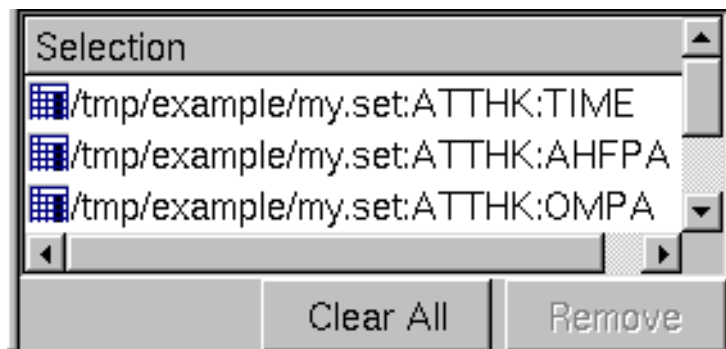 Selection
/tmp/example/my.set:ATTHK:TIME
/tmp/example/my.set:ATTHK:AHFPA
/tmp/example/my.set:ATTHK:OMPA
Clear All Remove